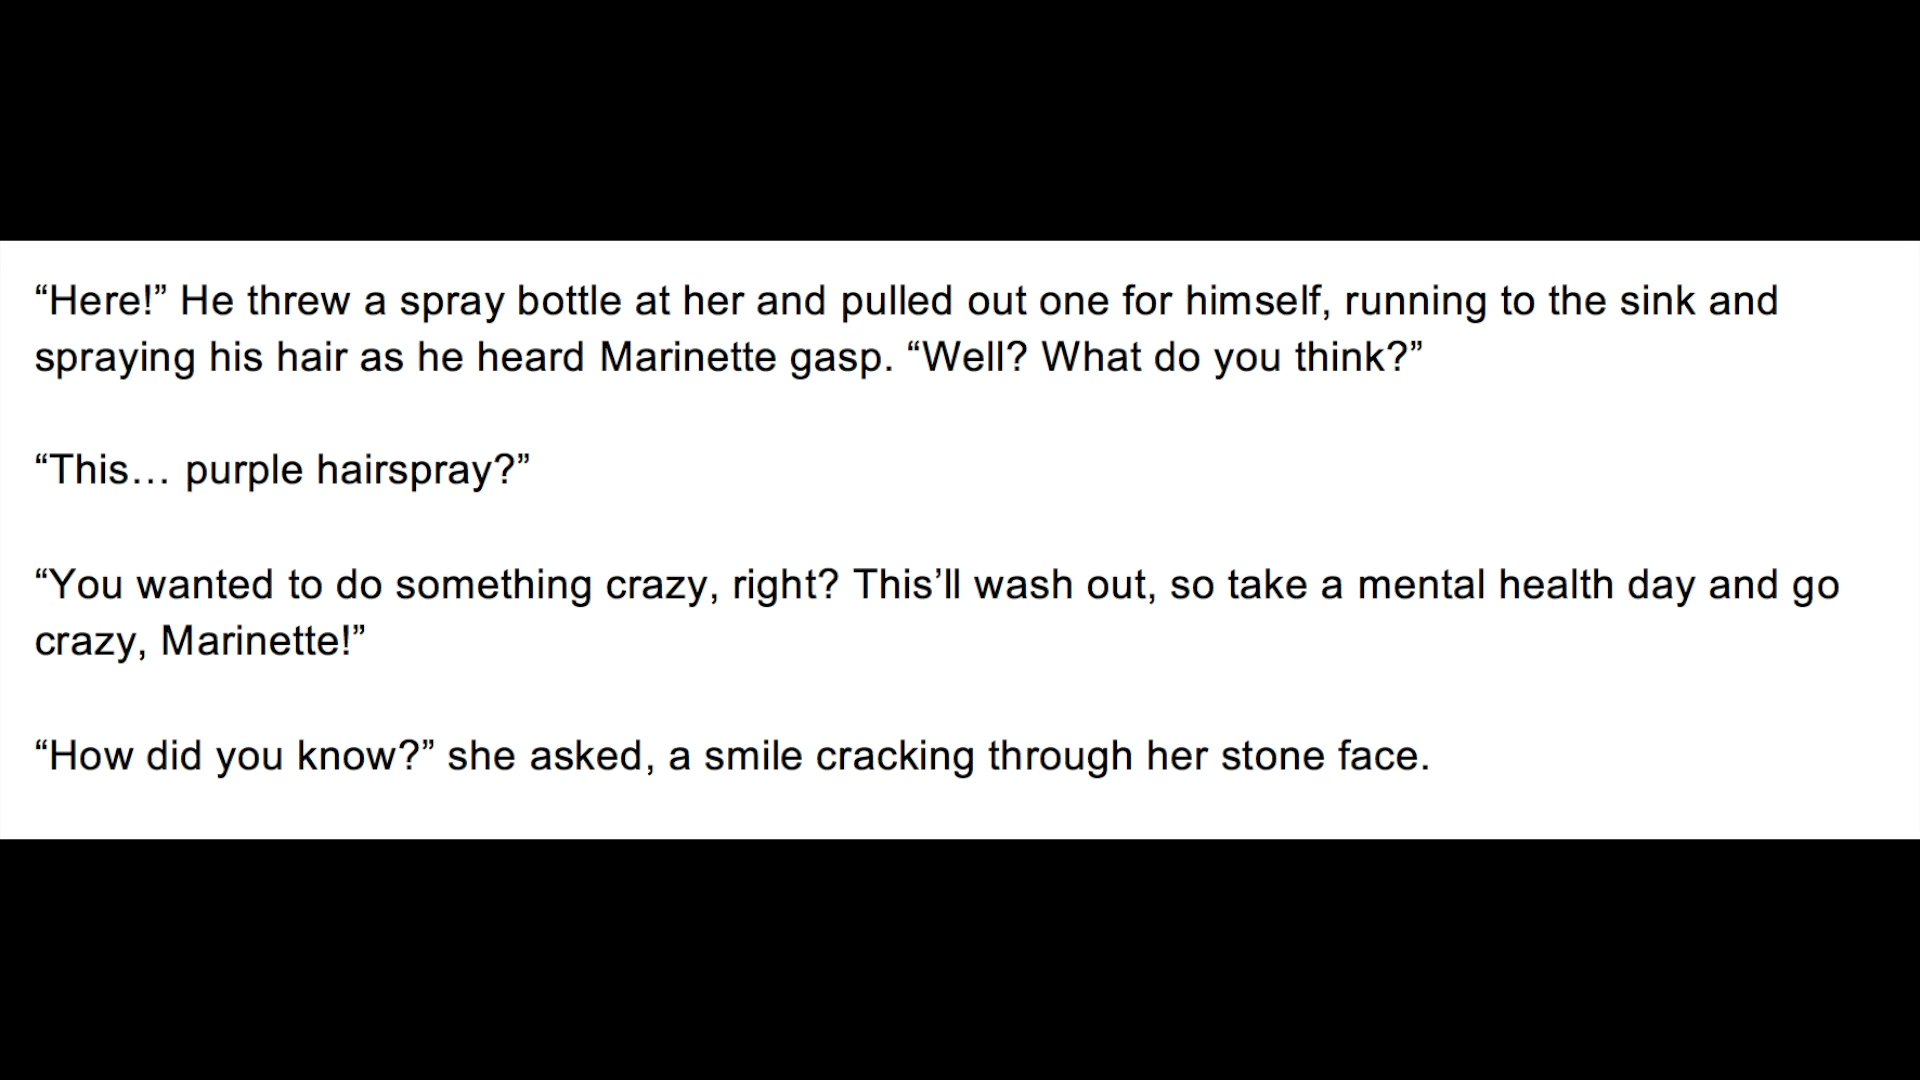 “Here!” He threw a spray bottle at her and pulled out one for himself, running to the sink and
spraying his hair as he heard Marinette gasp. “Well? What do you think?”
“This… purple hairspray?”
“You wanted to do something crazy, right? This’ll wash out, so take a mental health day and go
crazy, Marinette!”
“How did you know?” she asked, a smile cracking through her stone face.